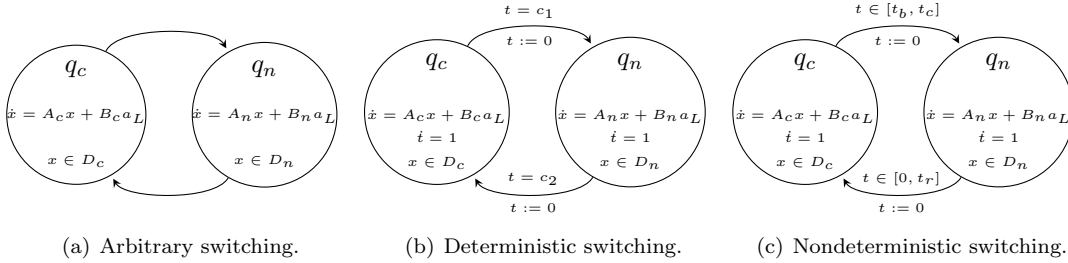 t = c₁
t := 0
q_c
q_n
ẋ = A_c x + B_c a_L
ẋ = A_n x + B_n a_L
x ∈ D_c
x ∈ D_n
(a) Arbitrary switching.
q_c
q_n
ẋ = A_c x + B_c a_L
ẋ = A_n x + B_n a_L
ṫ = 1
ṫ = 1
x ∈ D_c
x ∈ D_n
t = c₂
t := 0
(b) Deterministic switching.
t ∈ [t_b, t_c]
t := 0
q_c
q_n
ẋ = A_c x + B_c a_L
ẋ = A_n x + B_n a_L
ṫ = 1
ṫ = 1
x ∈ D_c
x ∈ D_n
t ∈ [0, t_r]
t := 0
(c) Nondeterministic switching.